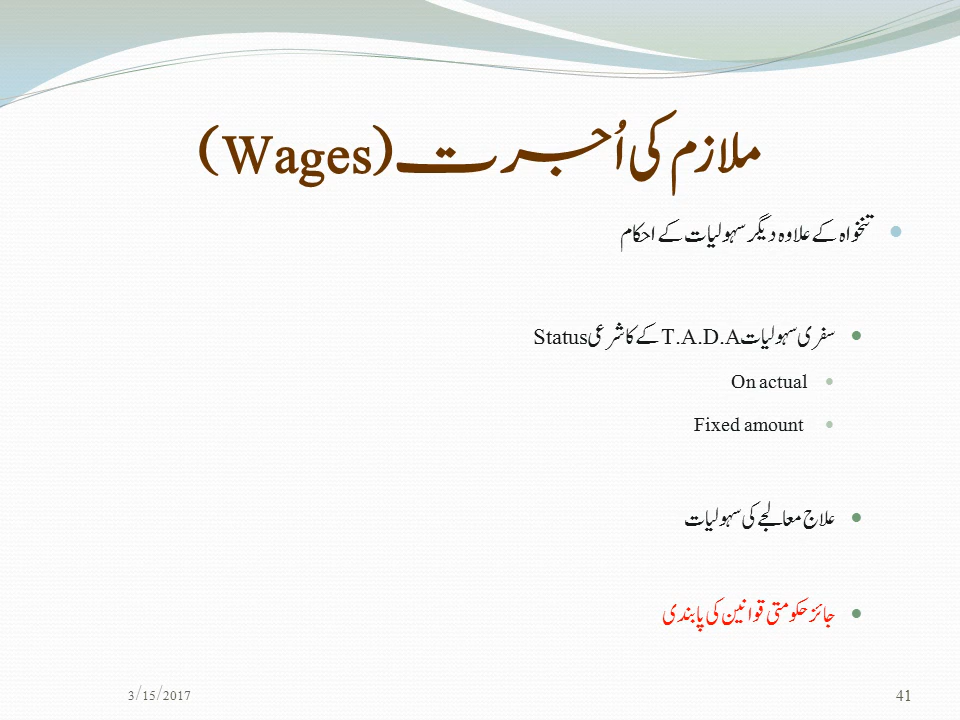 ملازم کی اُجرت (Wages)
تنخواہ کے علاوہ دیگر سہولیات کے احکام
سفری سہولیات T.A.D.A کے کا شرعی Status
On actual
Fixed amount
علاج معالجے کی سہولیات
جائز حکومتی قوانین کی پابندی
3/15/2017
41